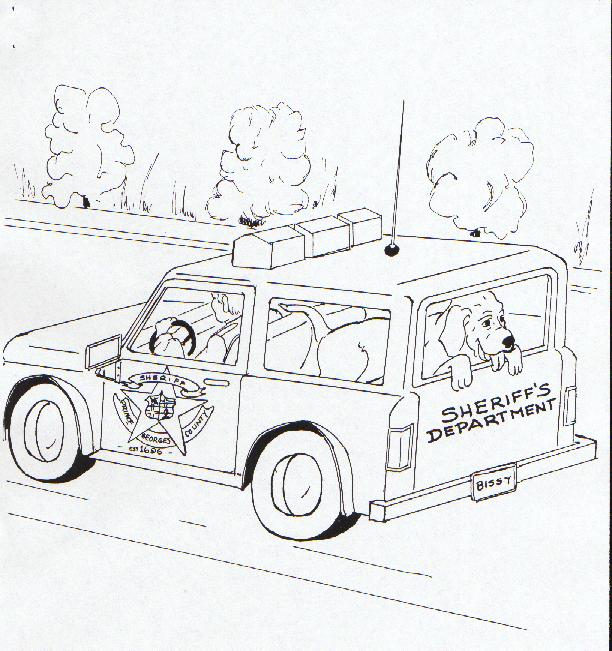 SHERIFF
PRINCE
GEORGES
COUNTY
EST 1696
SHERIFF'S
DEPARTMENT
BISSY